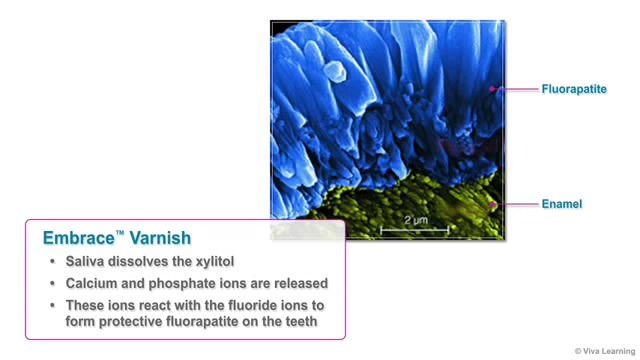 Fluorapatite
Enamel
2 µm
Embrace™ Varnish
• Saliva dissolves the xylitol
• Calcium and phosphate ions are released
• These ions react with the fluoride ions to
form protective fluorapatite on the teeth
© Viva Learning